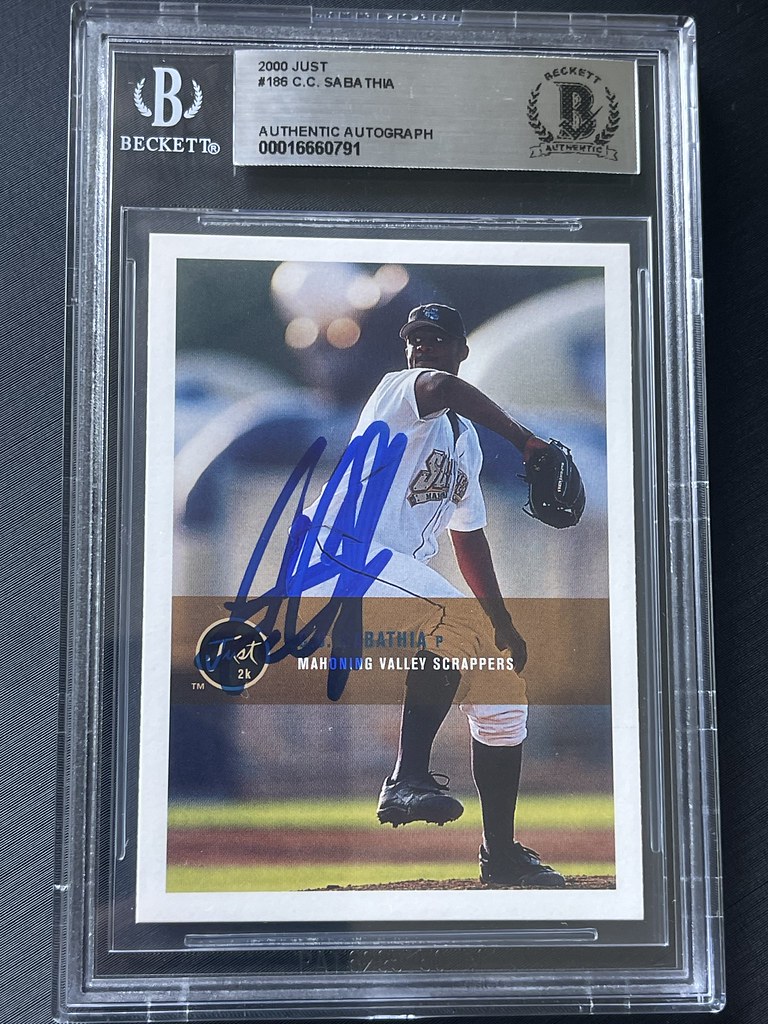 2000 JUST
#186 C.C. SABATHIA
AUTHENTIC AUTOGRAPH
00016660791
B
BECKETT®
BECKETT
B
AUTHENTIC
BATHIA P
MAHONING VALLEY SCRAPPERS
Just
2k
TM